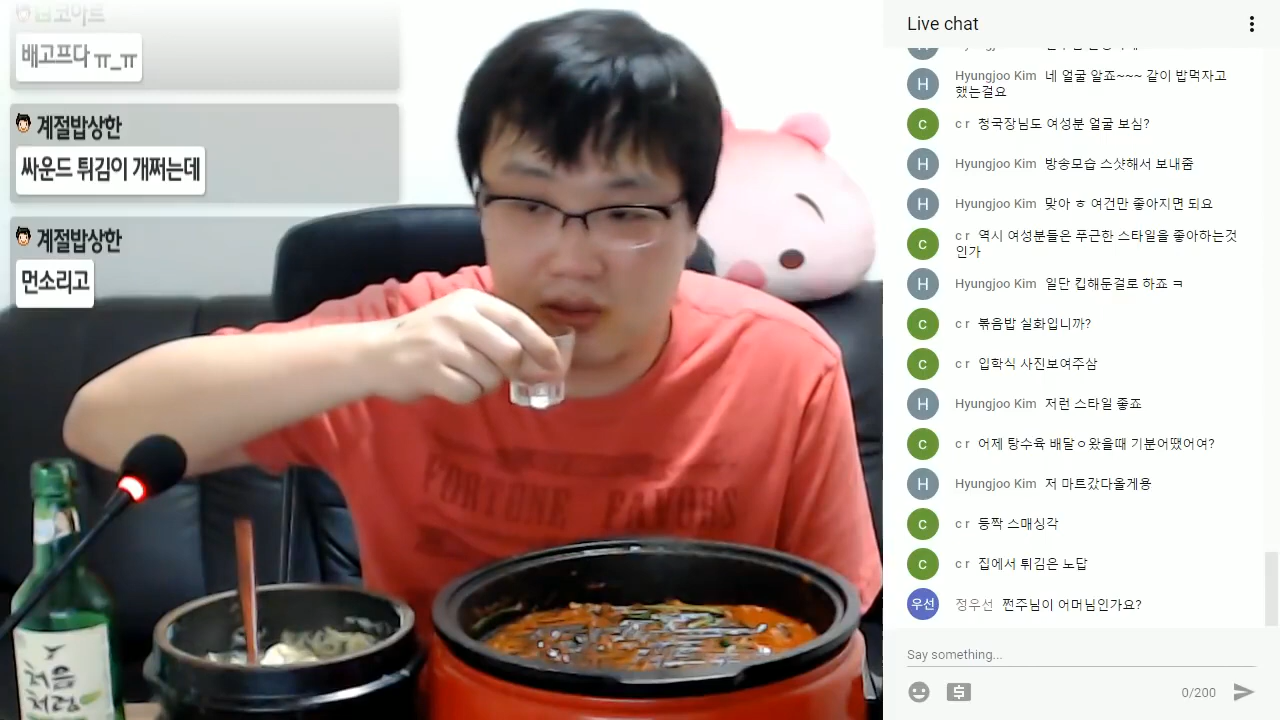 배고프다 ㅠ_ㅠ
계절밥상한
싸운드 튀김이 개쩌는데
계절밥상한
먼소리고
FORTUNE FAVORS
처음
처럼
Live chat
H Hyungjoo Kim 네 얼굴 알죠~~~ 같이 밥먹자고
했는걸요
c c r 청국장님도 여성분 얼굴 보심?
H Hyungjoo Kim 방송모습 스샷해서 보내줌
H Hyungjoo Kim 맞아 ㅎ 여건만 좋아지면 되요
c c r 역시 여성분들은 푸근한 스타일을 좋아하는것
인가
H Hyungjoo Kim 일단 킵해둔걸로 하죠 ㅋ
c c r 볶음밥 실화입니까?
c c r 입학식 사진보여주삼
H Hyungjoo Kim 저런 스타일 좋죠
c c r 어제 탕수육 배달ㅇ왔을때 기분어땠어여?
H Hyungjoo Kim 저 마트갔다올게용
c c r 등짝 스매싱각
c c r 집에서 튀김은 노답
우선 정우선 쩐주님이 어머님인가요?
Say something...
0/200